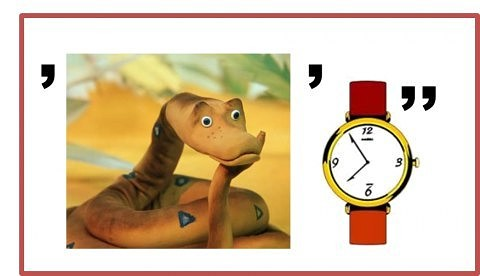 , , ,,
12
9 3
6